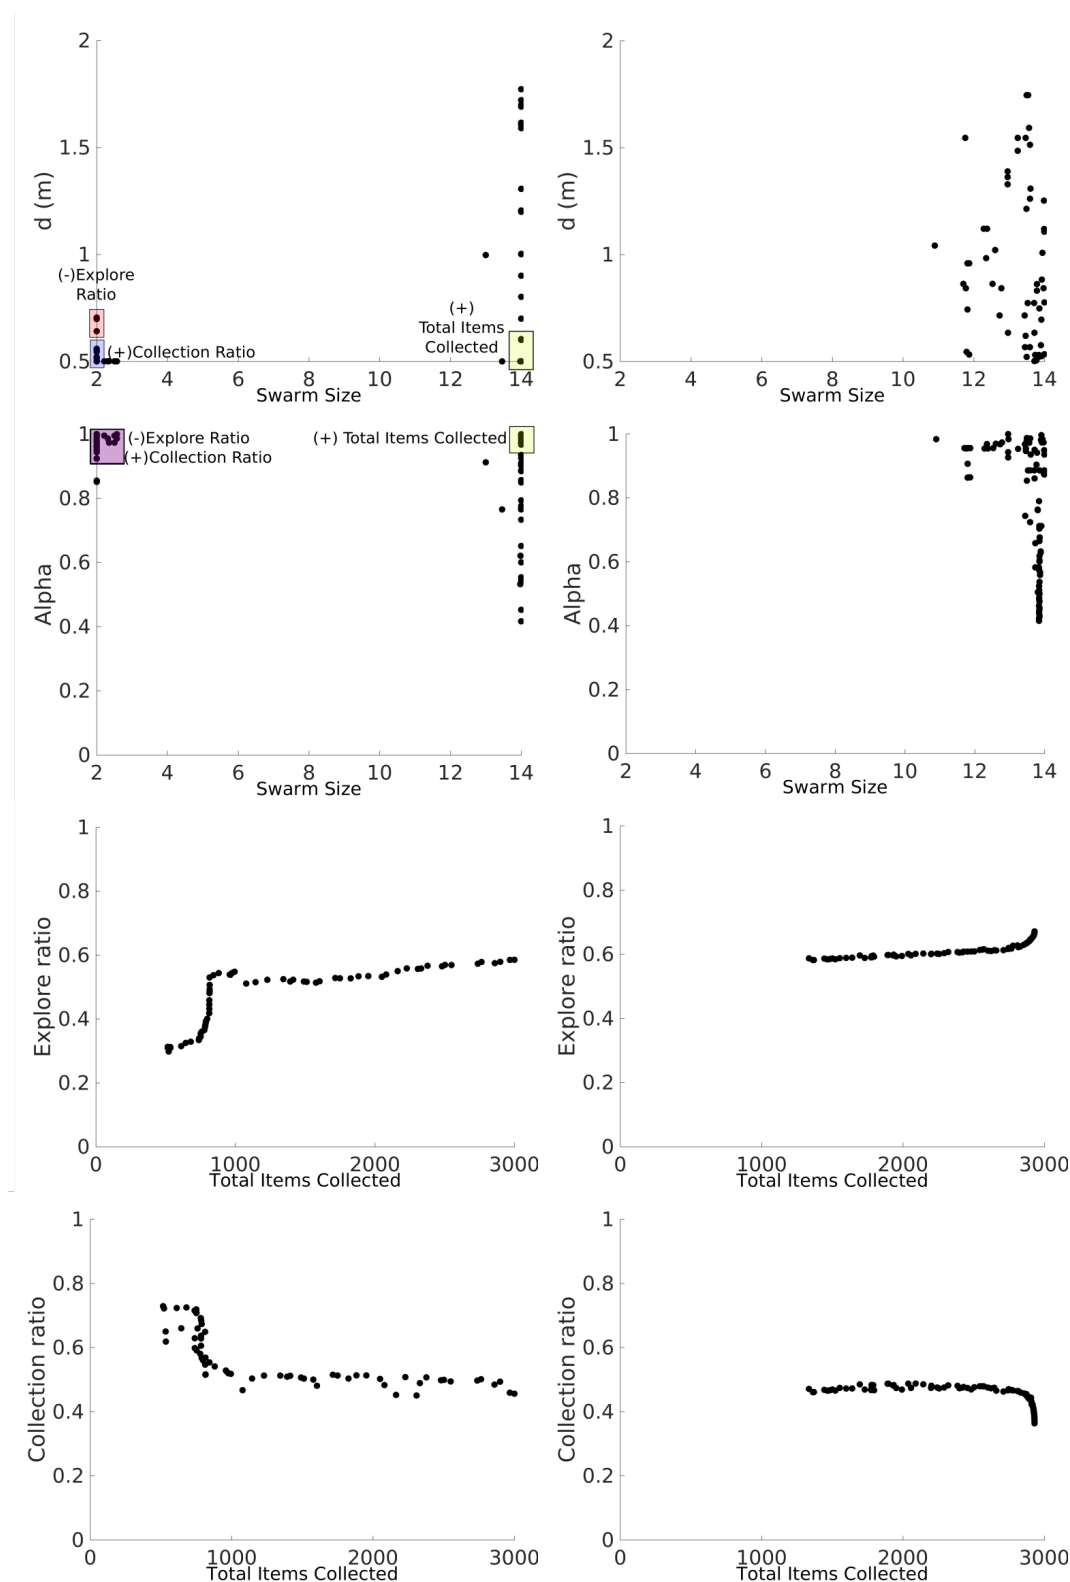 2
1.5
1
0.5
d (m)
(-)Explore
Ratio
(+)Collection Ratio
(+)
Total Items
Collected
2 4 6 8 10 12 14
Swarm Size
2
1.5
1
0.5
d (m)
2 4 6 8 10 12 14
Swarm Size
1
0.8
0.6
0.4
0.2
0
Alpha
(-)Explore Ratio
(+)Collection Ratio
(+) Total Items Collected
2 4 6 8 10 12 14
Swarm Size
1
0.8
0.6
0.4
0.2
0
Alpha
2 4 6 8 10 12 14
Swarm Size
1
0.8
0.6
0.4
0.2
0
Explore ratio
0 1000 2000 3000
Total Items Collected
1
0.8
0.6
0.4
0.2
0
Explore ratio
0 1000 2000 3000
Total Items Collected
1
0.8
0.6
0.4
0.2
0
Collection ratio
0 1000 2000 3000
Total Items Collected
1
0.8
0.6
0.4
0.2
0
Collection ratio
0 1000 2000 3000
Total Items Collected